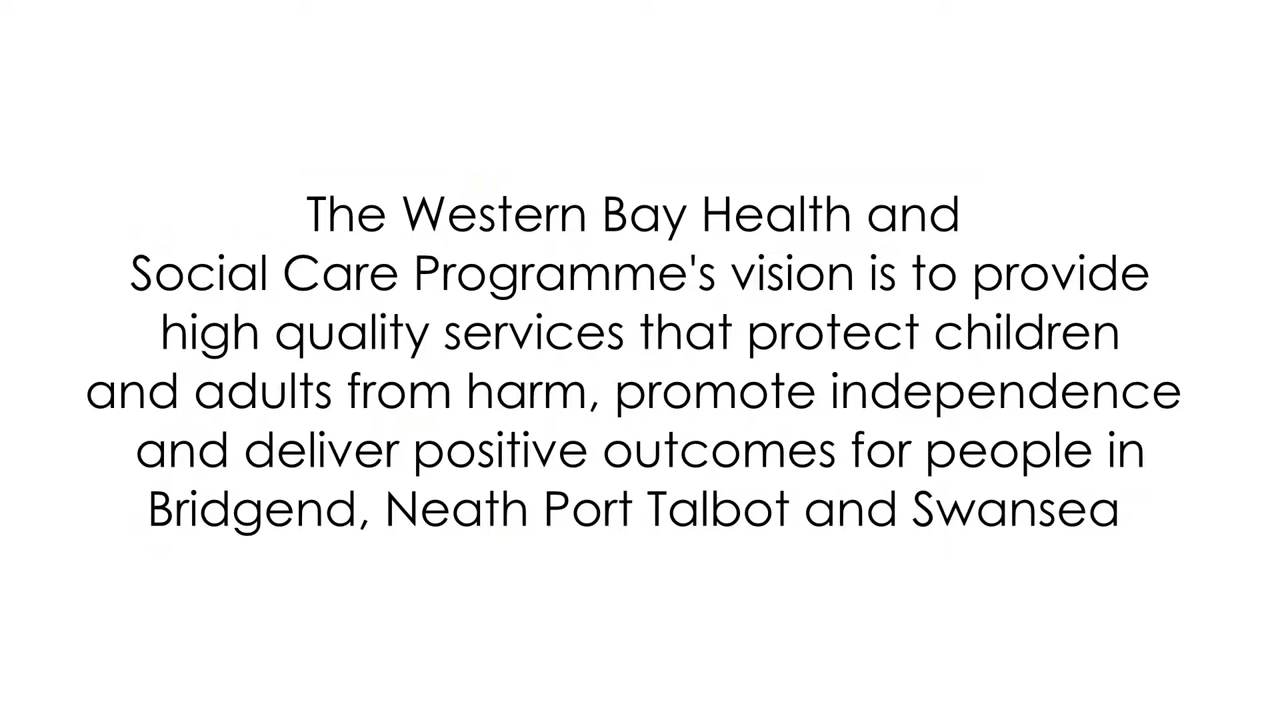 The Western Bay Health and
Social Care Programme's vision is to provide
high quality services that protect children
and adults from harm, promote independence
and deliver positive outcomes for people in
Bridgend, Neath Port Talbot and Swansea